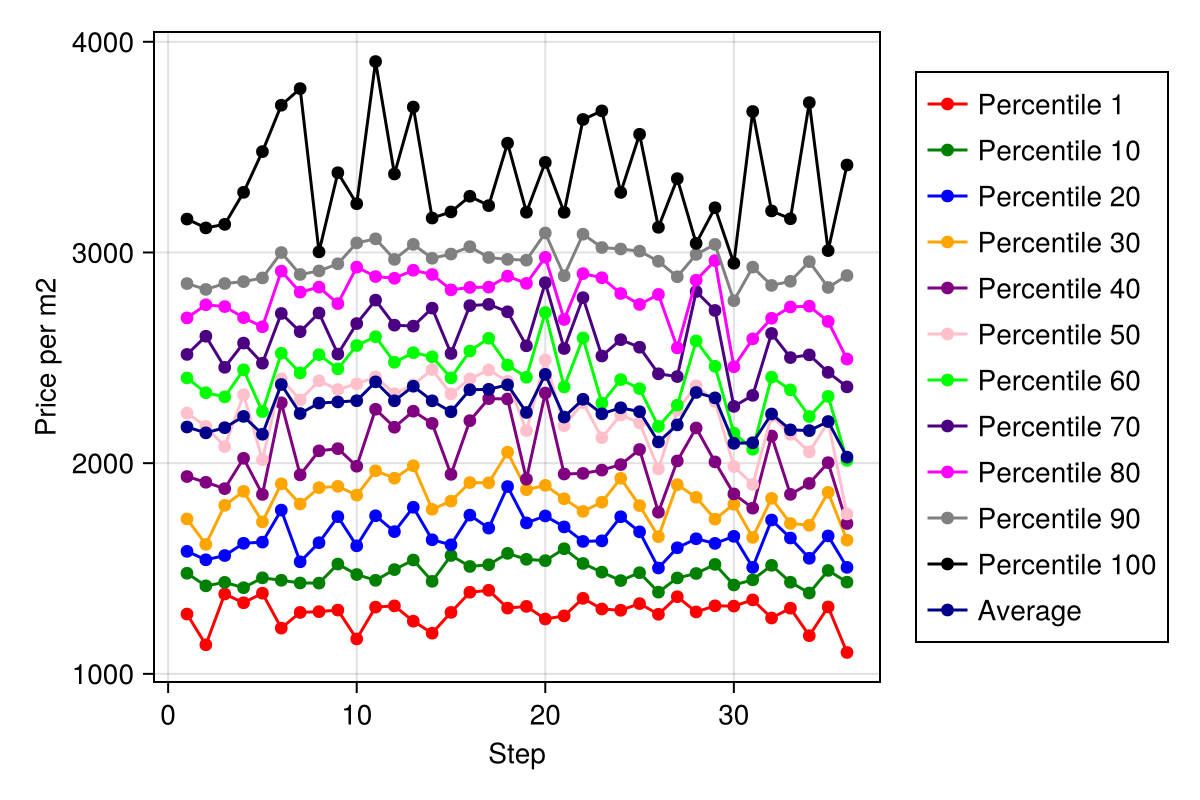 4000
3000
2000
1000
Price per m2
0 10 20 30
Step
Percentile 1
Percentile 10
Percentile 20
Percentile 30
Percentile 40
Percentile 50
Percentile 60
Percentile 70
Percentile 80
Percentile 90
Percentile 100
Average